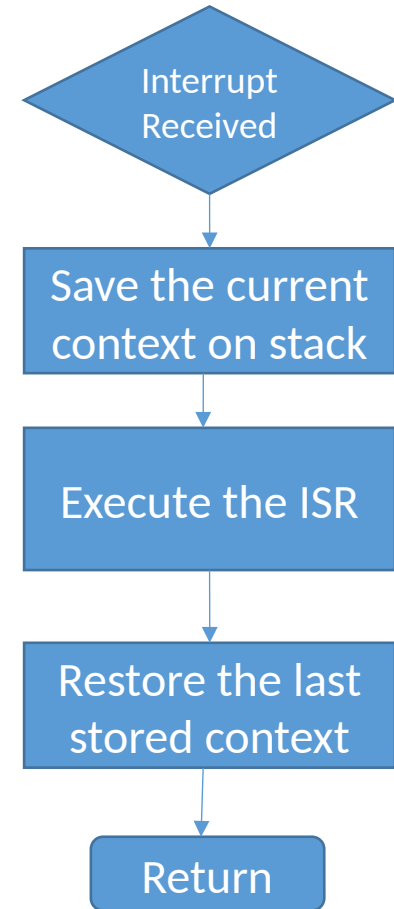 Interrupt
Received
Save the current
context on stack
Execute the ISR
Restore the last
stored context
Return